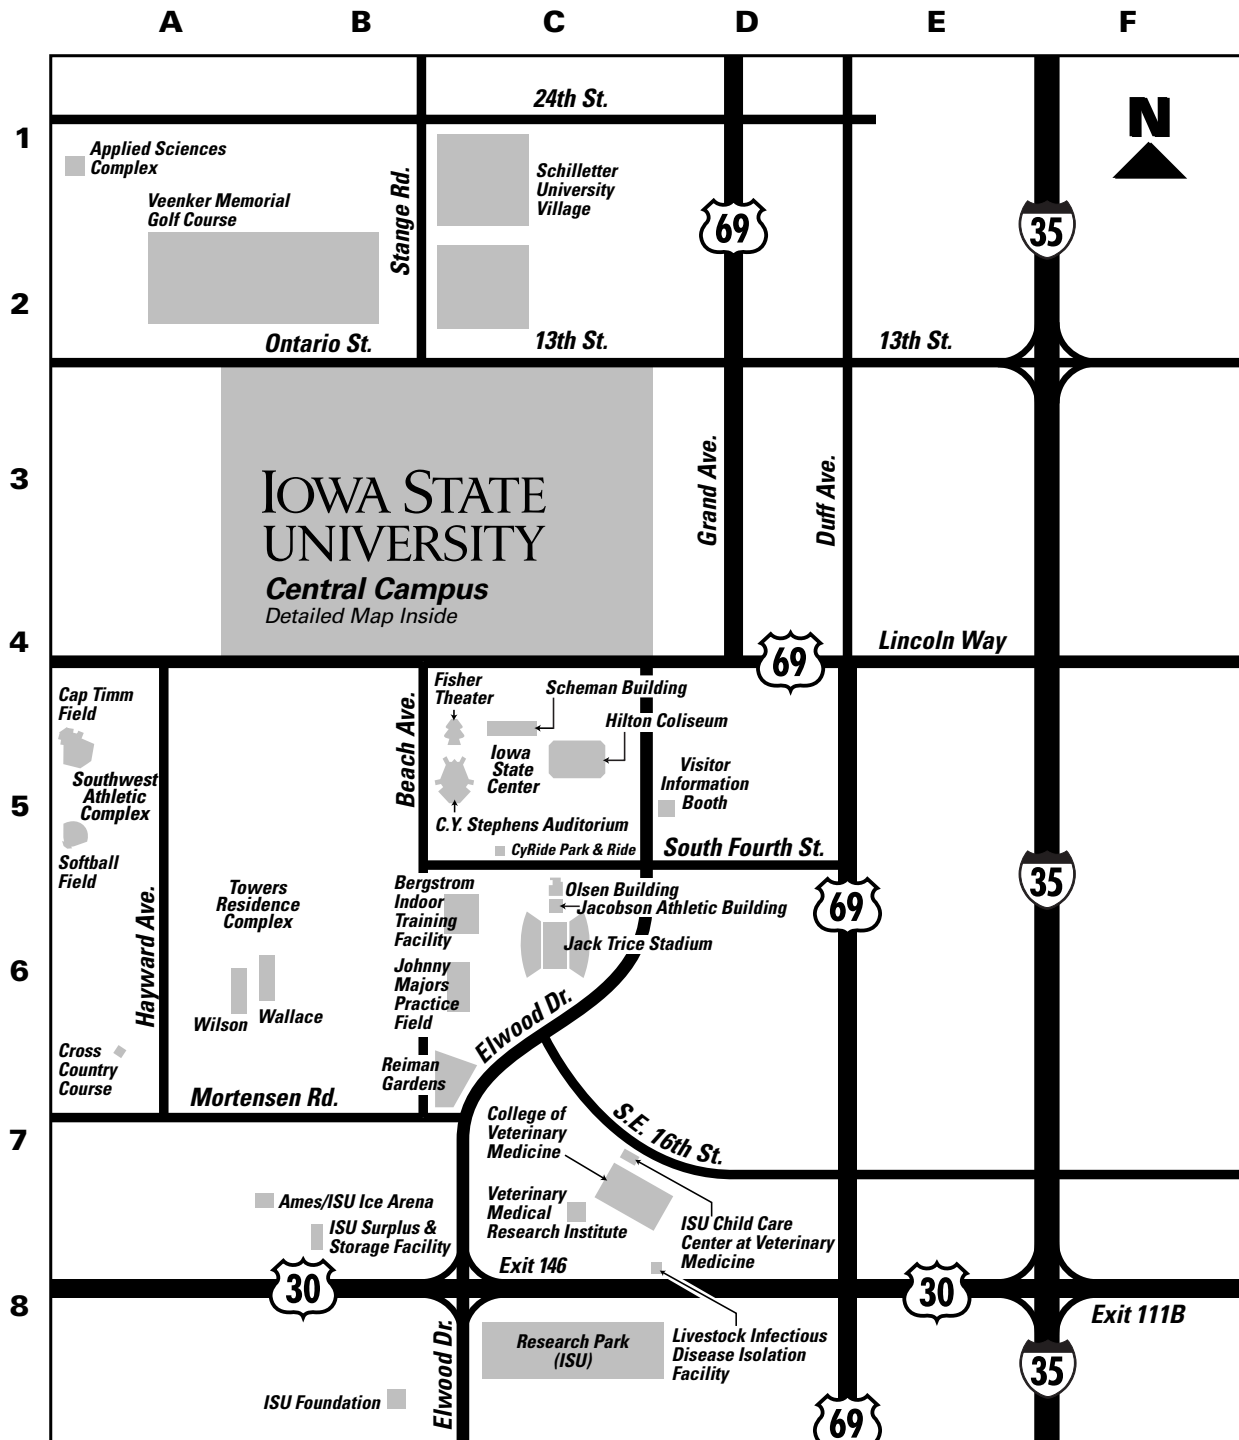 A B C D E F
1
2
3
4
5
6
7
8
N
24th St.
Applied Sciences
Complex
Veenker Memorial
Golf Course
Stange Rd.
Schilletter
University
Village
69
35
Ontario St.
13th St.
13th St.
IOWA STATE
UNIVERSITY
Central Campus
Detailed Map Inside
Grand Ave.
Duff Ave.
Lincoln Way
69
Cap Timm
Field
Southwest
Athletic
Complex
Softball
Field
Hayward Ave.
Beach Ave.
Fisher
Theater
Scheman Building
Hilton Coliseum
Iowa
State
Center
Visitor
Information
Booth
C.Y. Stephens Auditorium
CyRide Park & Ride
South Fourth St.
35
69
Towers
Residence
Complex
Bergstrom
Indoor
Training
Facility
Olsen Building
Jacobson Athletic Building
Jack Trice Stadium
Johnny
Majors
Practice
Field
Wilson
Wallace
Elwood Dr.
Cross
Country
Course
Reiman
Gardens
Mortensen Rd.
College of
Veterinary
Medicine
S.E. 16th St.
Ames/ISU Ice Arena
ISU Surplus &
Storage Facility
Veterinary
Medical
Research Institute
ISU Child Care
Center at Veterinary
Medicine
Exit 146
30
30
Exit 111B
Elwood Dr.
Research Park
(ISU)
Livestock Infectious
Disease Isolation
Facility
35
ISU Foundation
69